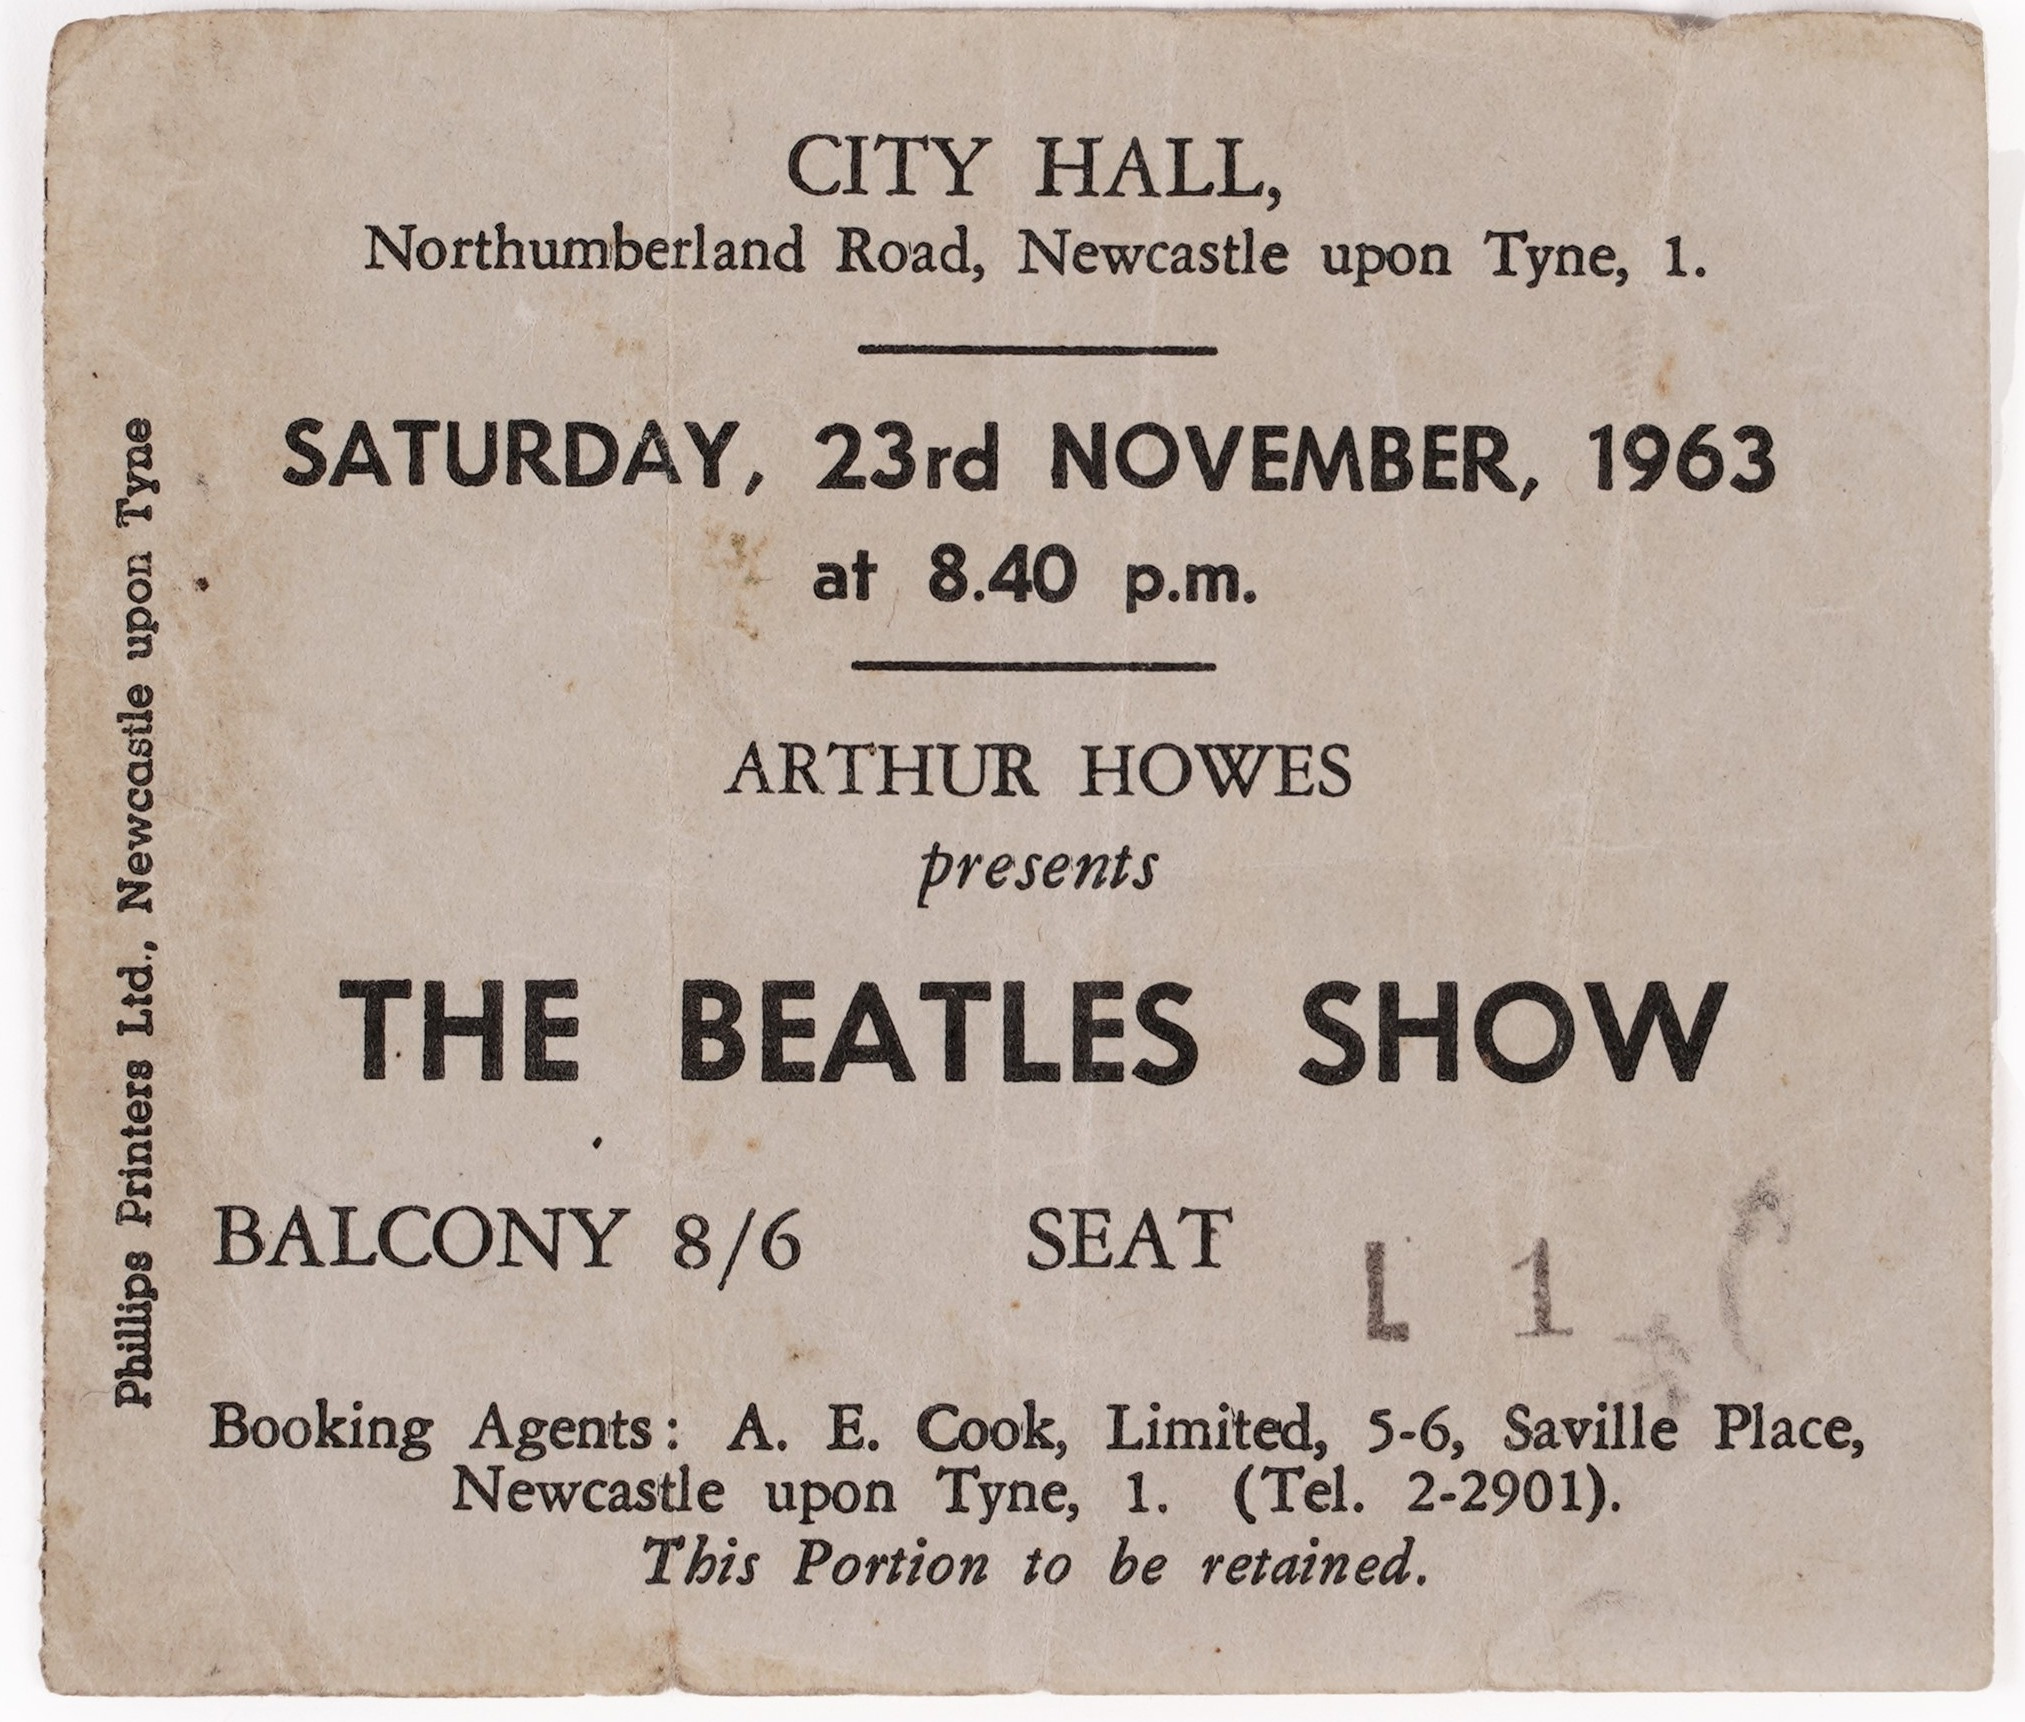 CITY HALL,
Northumberland Road, Newcastle upon Tyne, 1.
SATURDAY, 23rd NOVEMBER, 1963
at 8.40 p.m.
ARTHUR HOWES
presents
THE BEATLES SHOW
BALCONY 8/6 SEAT L 1
Booking Agents: A. E. Cook, Limited, 5-6, Saville Place,
Newcastle upon Tyne, 1. (Tel. 2-2901).
This Portion to be retained.
Phillips Printers Ltd., Newcastle upon Tyne